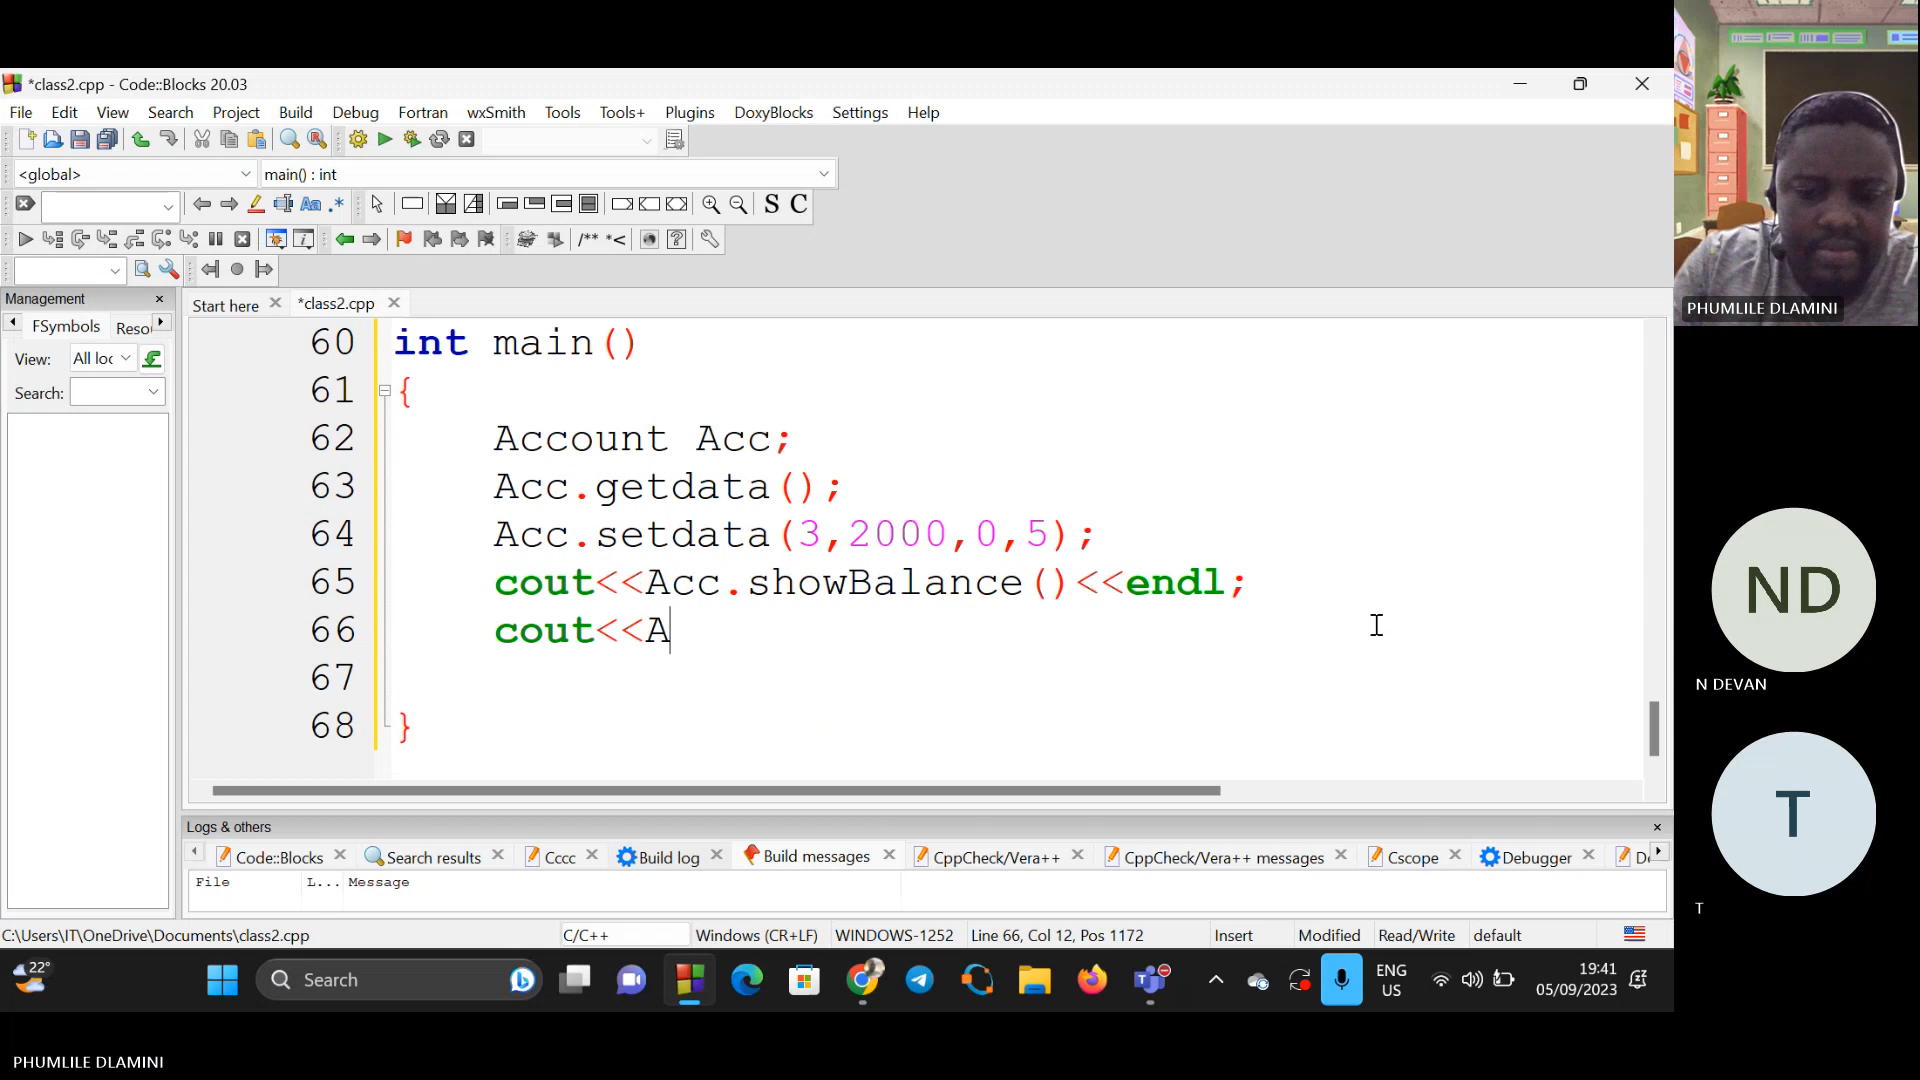 *class2.cpp - Code::Blocks 20.03
File Edit View Search Project Build Debug Fortran wxSmith Tools Tools+ Plugins DoxyBlocks Settings Help
<global> main() : int
S C
/** *<
Management
Start here *class2.cpp
FSymbols Reso
View: All loc
Search:
60 int main()
61 {
62 Account Acc;
63 Acc.getdata();
64 Acc.setdata(3,2000,0,5);
65 cout<<Acc.showBalance()<<endl;
66 cout<<A
67
68 }
Logs & others
Code::Blocks Search results Cccc Build log Build messages CppCheck/Vera++ CppCheck/Vera++ messages Cscope Debugger D
File L... Message
C:\Users\IT\OneDrive\Documents\class2.cpp C/C++ Windows (CR+LF) WINDOWS-1252 Line 66, Col 12, Pos 1172 Insert Modified Read/Write default
22° Search ENG US 19:41 05/09/2023
PHUMLILE DLAMINI
ND
N DEVAN
T
T
PHUMLILE DLAMINI